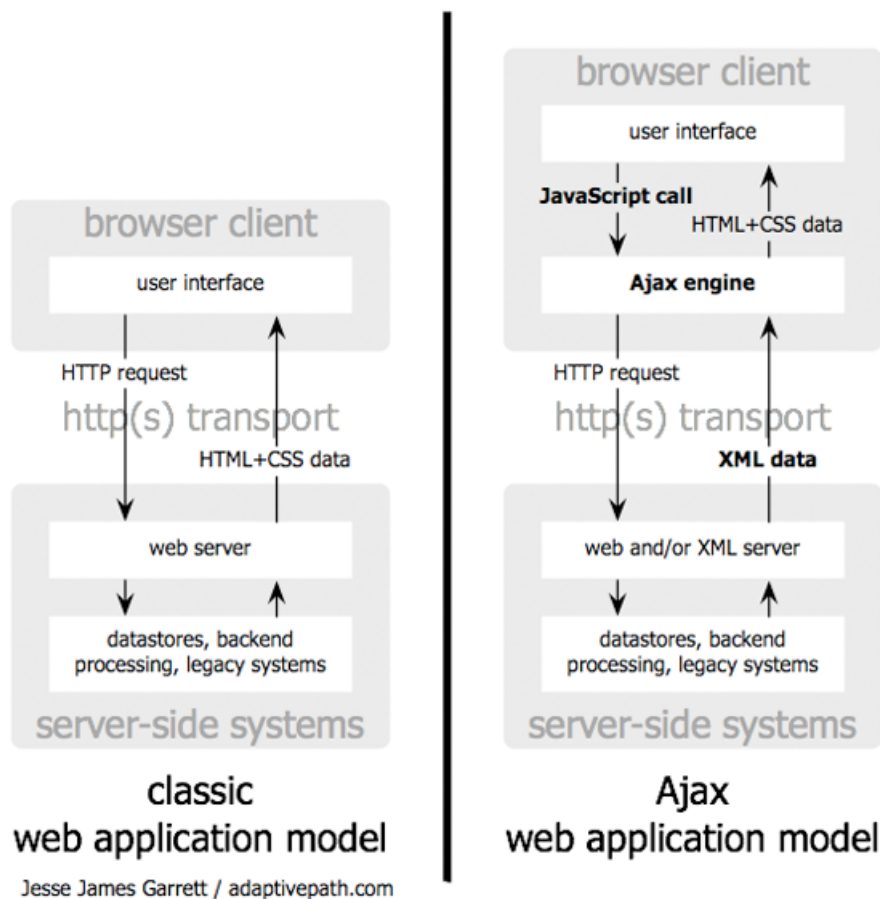 browser client
user interface
HTTP request
http(s) transport
HTML+CSS data
web server
datastores, backend
processing, legacy systems
server-side systems
classic
web application model
Jesse James Garrett / adaptivepath.com
browser client
user interface
JavaScript call
HTML+CSS data
Ajax engine
HTTP request
http(s) transport
XML data
web and/or XML server
datastores, backend
processing, legacy systems
server-side systems
Ajax
web application model